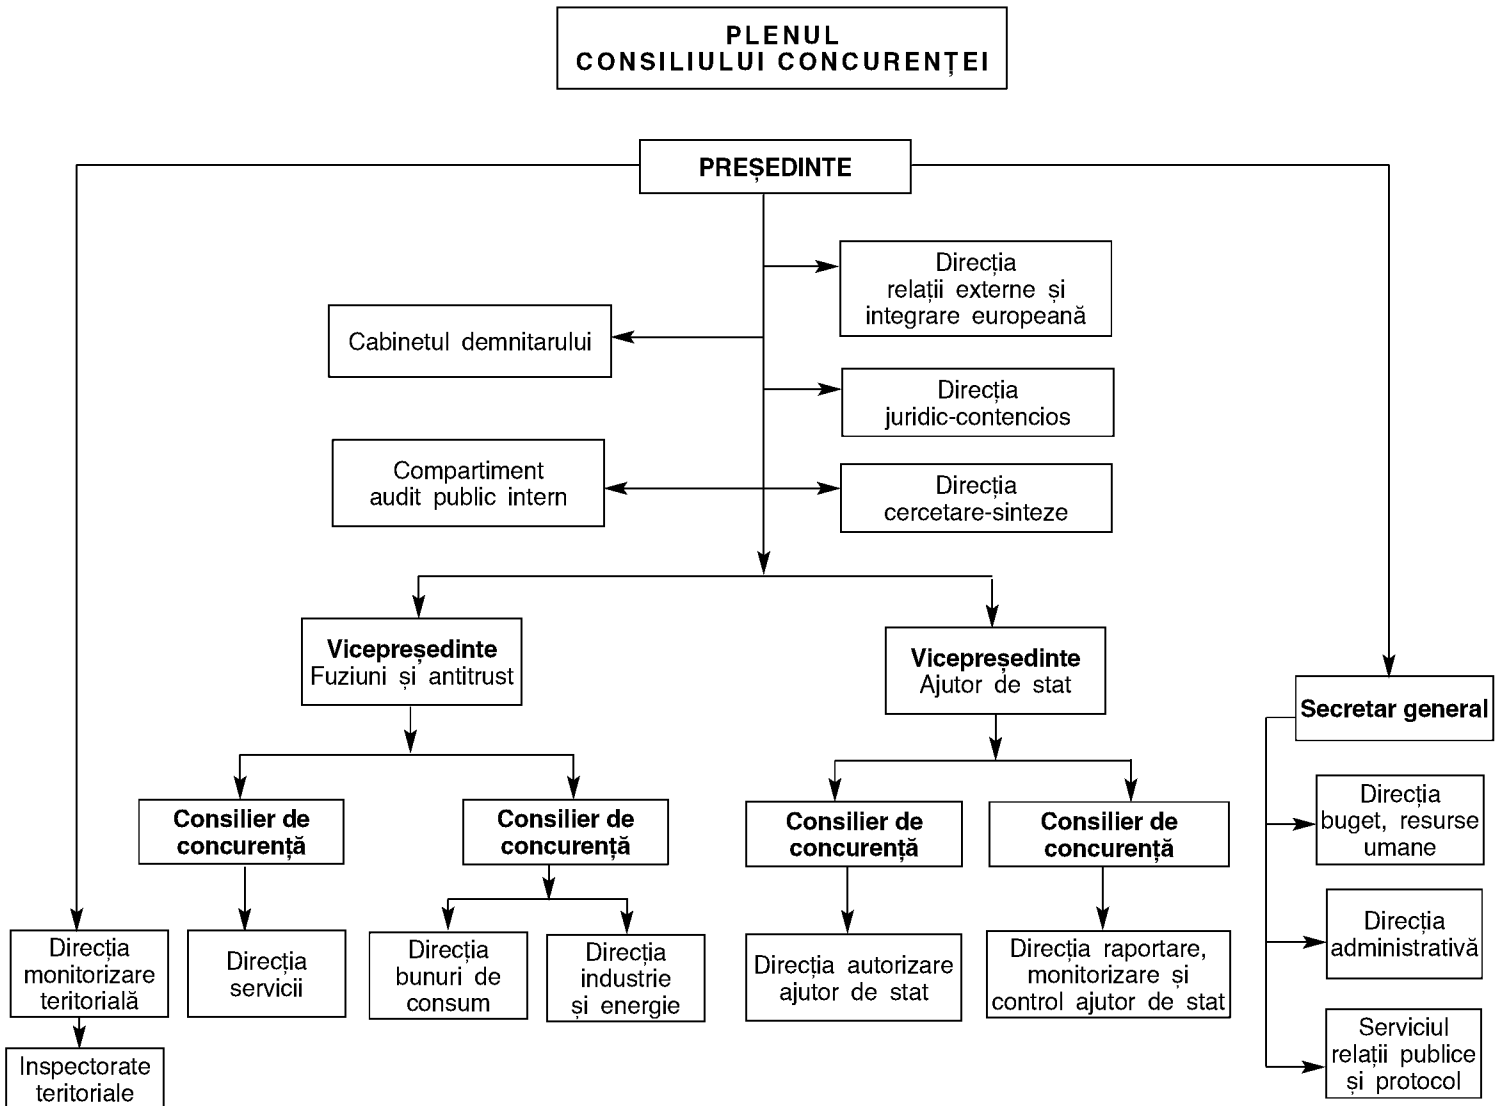 PLENUL
CONSILIULUI CONCURENȚEI
PREȘEDINTE
Direcția
relații externe și
integrare europeană
Cabinetul demnitarului
Direcția
juridic-contencios
Compartiment
audit public intern
Direcția
cercetare-sinteze
Vicepreședinte
Fuziuni și antitrust
Vicepreședinte
Ajutor de stat
Secretar general
Consilier de
concurență
Consilier de
concurență
Consilier de
concurență
Consilier de
concurență
Direcția
buget, resurse
umane
Direcția
administrativă
Serviciul
relații publice
și protocol
Direcția
monitorizare
teritorială
Direcția
servicii
Direcția
bunuri de
consum
Direcția
industrie
și energie
Direcția autorizare
ajutor de stat
Direcția raportare,
monitorizare și
control ajutor de stat
Inspectorate
teritoriale